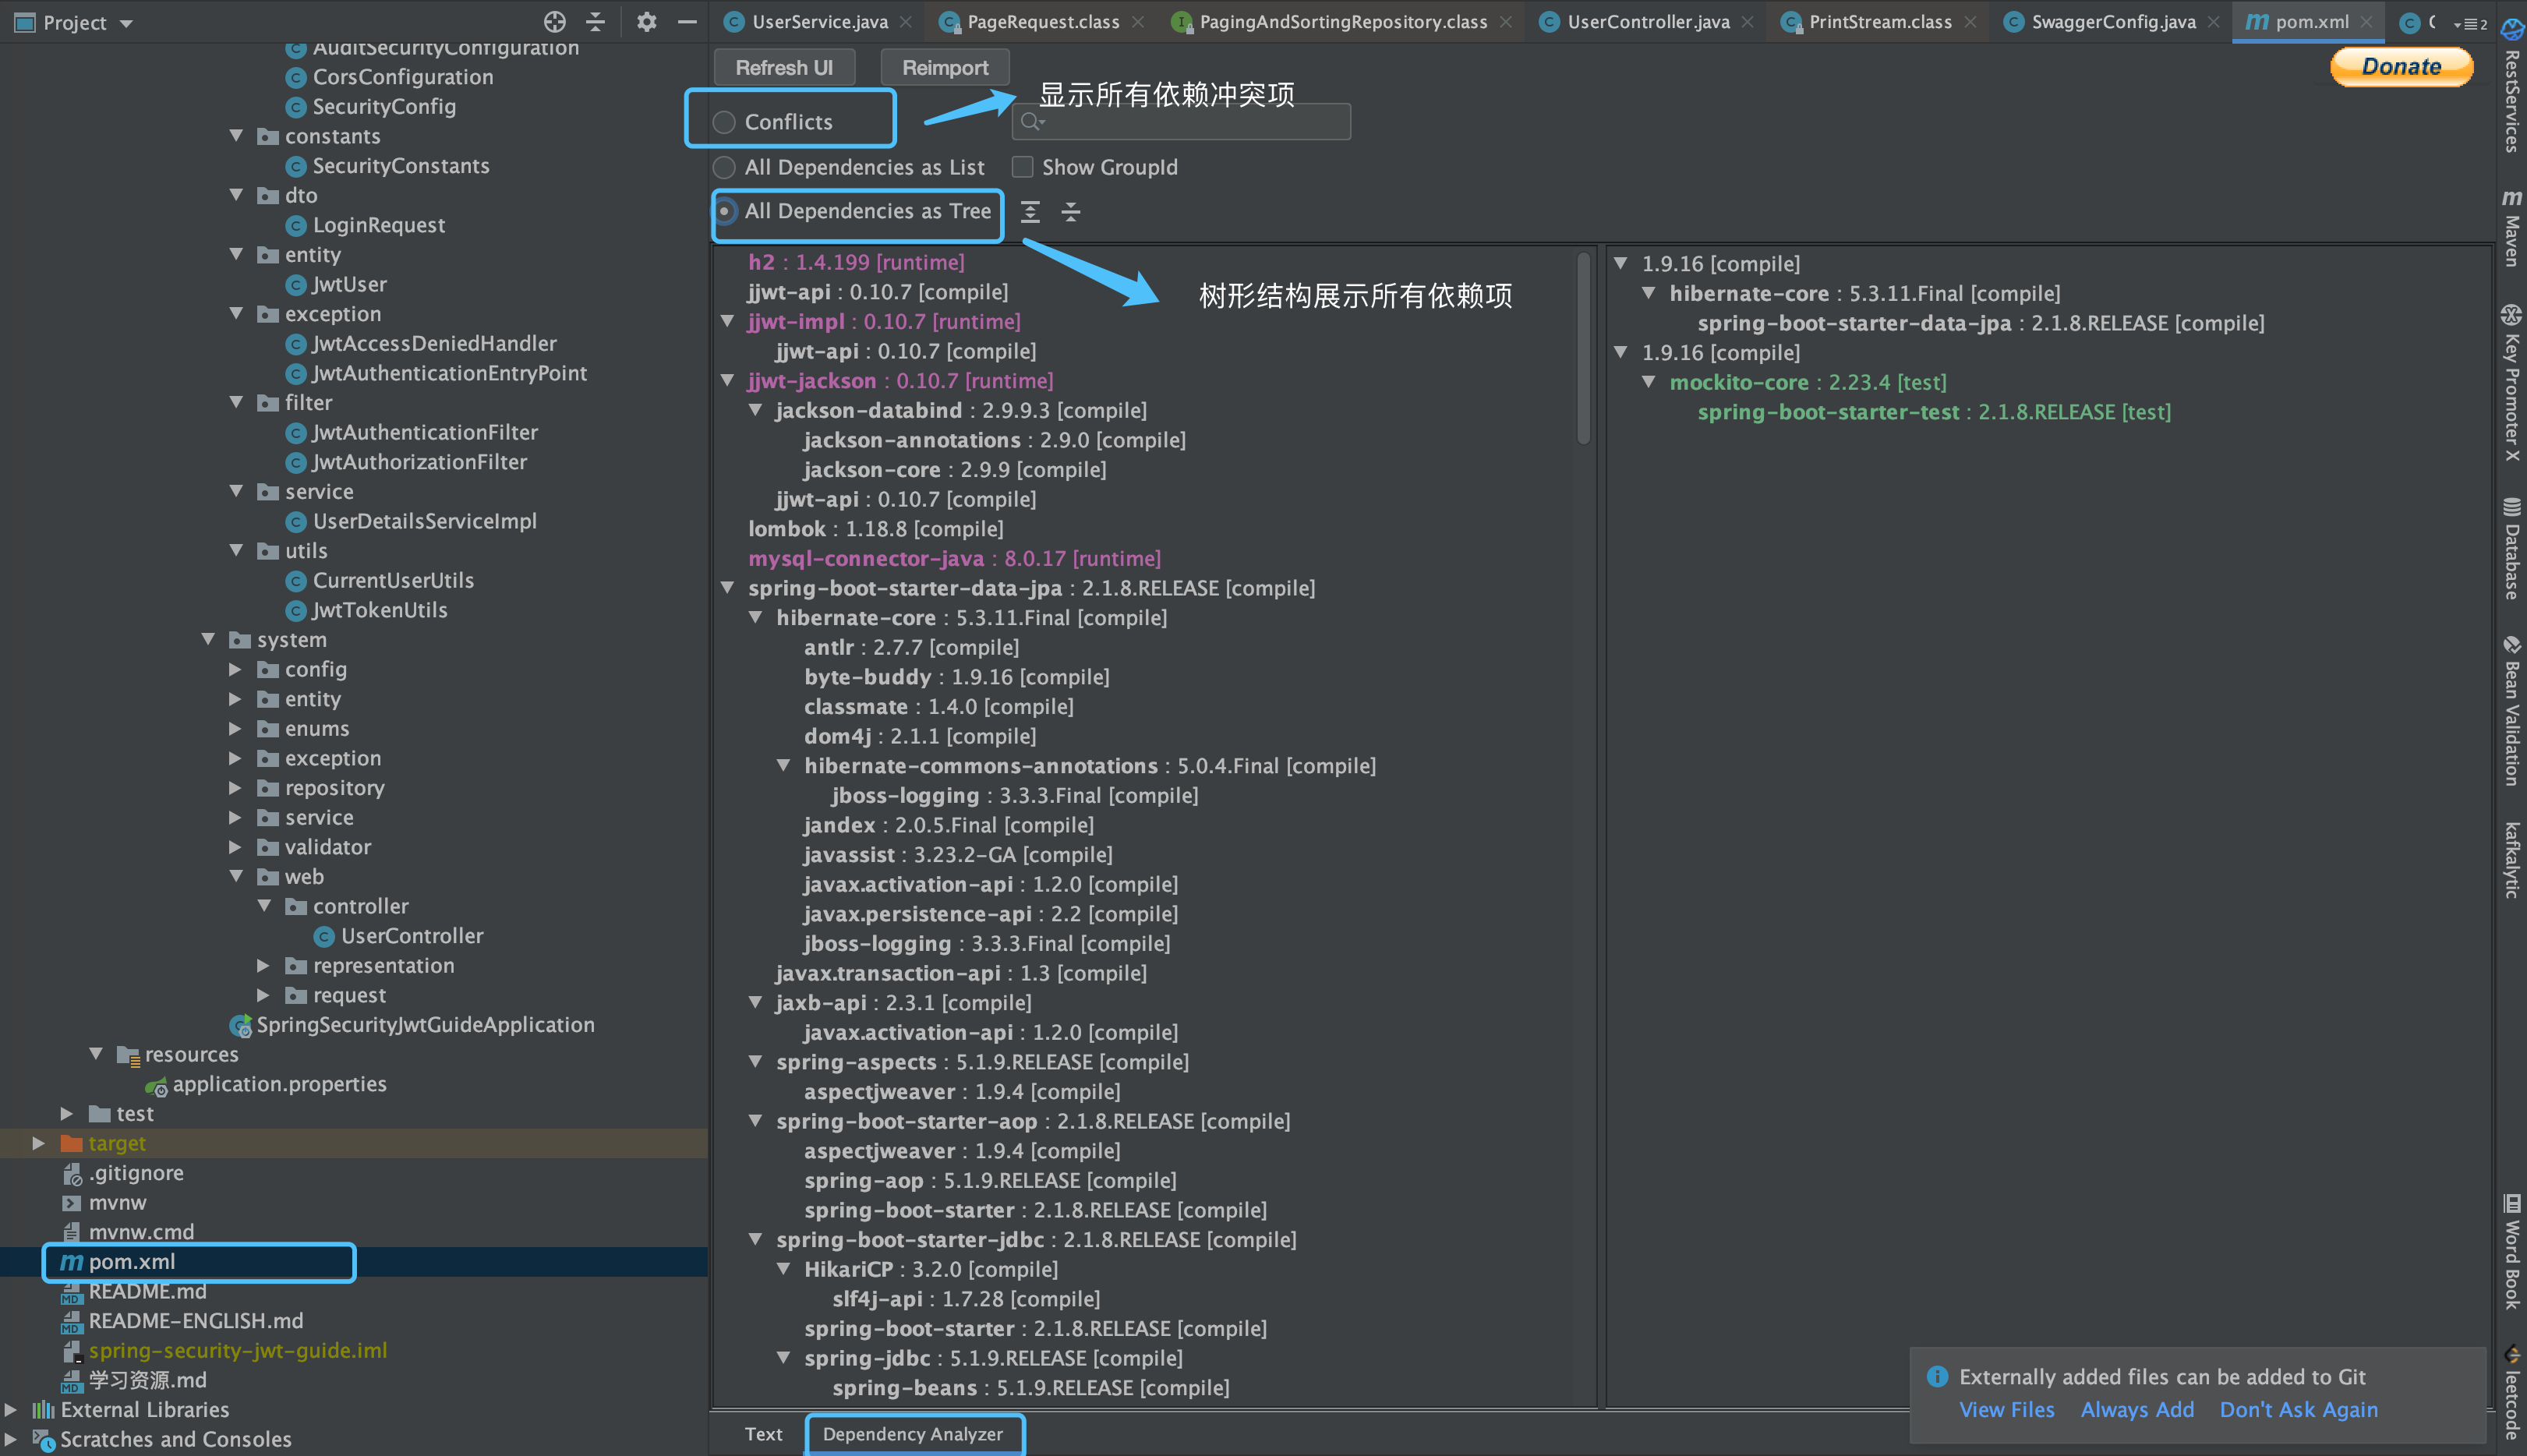 Project
AuditSecurityConfiguration
CorsConfiguration
SecurityConfig
constants
SecurityConstants
dto
LoginRequest
entity
JwtUser
exception
JwtAccessDeniedHandler
JwtAuthenticationEntryPoint
filter
JwtAuthenticationFilter
JwtAuthorizationFilter
service
UserDetailsServiceImpl
utils
CurrentUserUtils
JwtTokenUtils
system
config
entity
enums
exception
repository
service
validator
web
controller
UserController
representation
request
SpringSecurityJwtGuideApplication
resources
application.properties
test
target
.gitignore
mvnw
mvnw.cmd
pom.xml
README.md
README-ENGLISH.md
spring-security-jwt-guide.iml
学习资源.md
External Libraries
Scratches and Consoles
UserService.java
PageRequest.class
PagingAndSortingRepository.class
UserController.java
PrintStream.class
SwaggerConfig.java
pom.xml
2
Refresh UI
Reimport
Donate
Conflicts
显示所有依赖冲突项
All Dependencies as List
Show GroupId
All Dependencies as Tree
树形结构展示所有依赖项
h2 : 1.4.199 [runtime]
jjwt-api : 0.10.7 [compile]
jjwt-impl : 0.10.7 [runtime]
jjwt-api : 0.10.7 [compile]
jjwt-jackson : 0.10.7 [runtime]
jackson-databind : 2.9.9.3 [compile]
jackson-annotations : 2.9.0 [compile]
jackson-core : 2.9.9 [compile]
jjwt-api : 0.10.7 [compile]
lombok : 1.18.8 [compile]
mysql-connector-java : 8.0.17 [runtime]
spring-boot-starter-data-jpa : 2.1.8.RELEASE [compile]
hibernate-core : 5.3.11.Final [compile]
antlr : 2.7.7 [compile]
byte-buddy : 1.9.16 [compile]
classmate : 1.4.0 [compile]
dom4j : 2.1.1 [compile]
hibernate-commons-annotations : 5.0.4.Final [compile]
jboss-logging : 3.3.3.Final [compile]
jandex : 2.0.5.Final [compile]
javassist : 3.23.2-GA [compile]
javax.activation-api : 1.2.0 [compile]
javax.persistence-api : 2.2 [compile]
jboss-logging : 3.3.3.Final [compile]
javax.transaction-api : 1.3 [compile]
jaxb-api : 2.3.1 [compile]
javax.activation-api : 1.2.0 [compile]
spring-aspects : 5.1.9.RELEASE [compile]
aspectjweaver : 1.9.4 [compile]
spring-boot-starter-aop : 2.1.8.RELEASE [compile]
aspectjweaver : 1.9.4 [compile]
spring-aop : 5.1.9.RELEASE [compile]
spring-boot-starter : 2.1.8.RELEASE [compile]
spring-boot-starter-jdbc : 2.1.8.RELEASE [compile]
HikariCP : 3.2.0 [compile]
slf4j-api : 1.7.28 [compile]
spring-boot-starter : 2.1.8.RELEASE [compile]
spring-jdbc : 5.1.9.RELEASE [compile]
spring-beans : 5.1.9.RELEASE [compile]
1.9.16 [compile]
hibernate-core : 5.3.11.Final [compile]
spring-boot-starter-data-jpa : 2.1.8.RELEASE [compile]
1.9.16 [compile]
mockito-core : 2.23.4 [test]
spring-boot-starter-test : 2.1.8.RELEASE [test]
Text
Dependency Analyzer
Externally added files can be added to Git
View Files
Always Add
Don't Ask Again
RestServices
Maven
Key Promoter X
Database
Bean Validation
kafkalytic
Word Book
leetcode